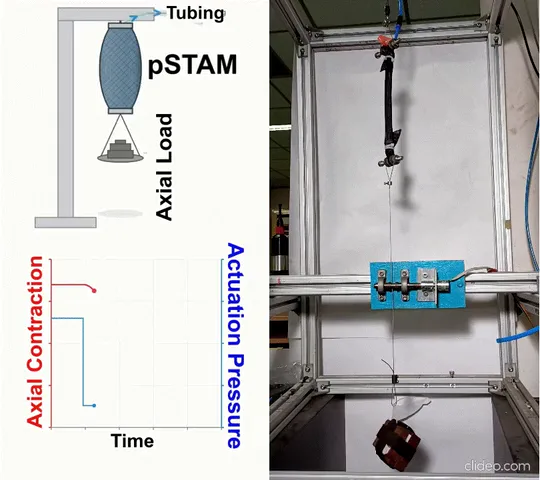 Tubing
pSTAM
Axial Load
Axial Contraction
Actuation Pressure
Time
clideo.com